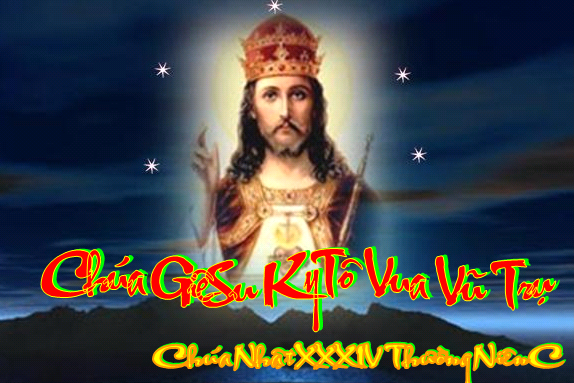 Chúa Giêsu Kytô Vua Vũ Trụ
Chúa Nhật XXXIV Thường Niên C